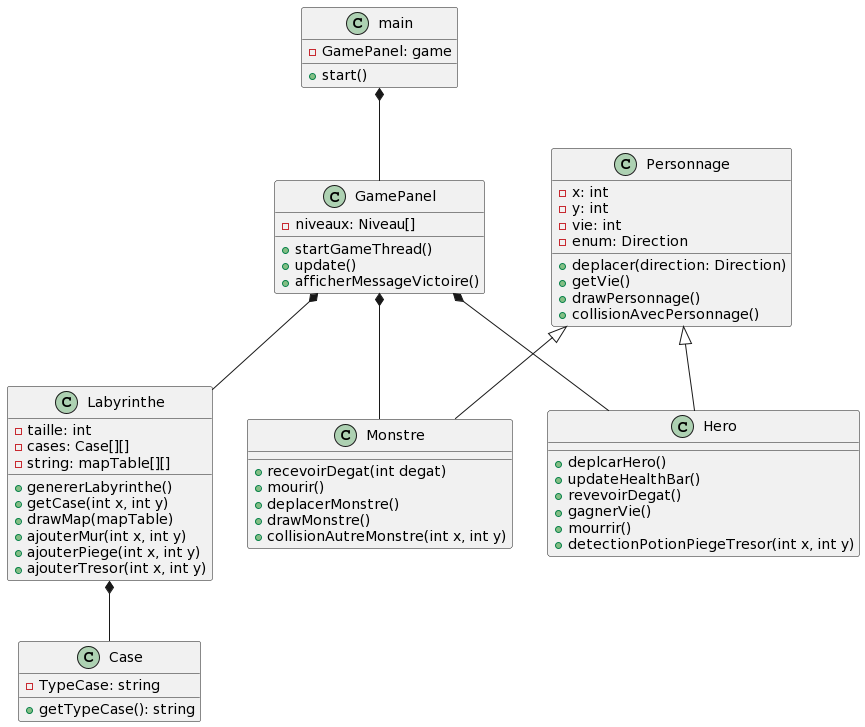 C main
GamePanel: game
start()
C GamePanel
niveaux: Niveau[]
startGameThread()
update()
afficherMessageVictoire()
C Personnage
x: int
y: int
vie: int
enum: Direction
deplacer(direction: Direction)
getVie()
drawPersonnage()
collisionAvecPersonnage()
C Labyrinthe
taille: int
cases: Case[][]
string: mapTable[][]
genererLabyrinthe()
getCase(int x, int y)
drawMap(mapTable)
ajouterMur(int x, int y)
ajouterPiege(int x, int y)
ajouterTresor(int x, int y)
C Monstre
recevoirDegat(int degat)
mourir()
deplacerMonstre()
drawMonstre()
collisionAutreMonstre(int x, int y)
C Hero
deplcarHero()
updateHealthBar()
revevoirDegat()
gagnerVie()
mourrir()
detectionPotionPiegeTresor(int x, int y)
C Case
TypeCase: string
getTypeCase(): string